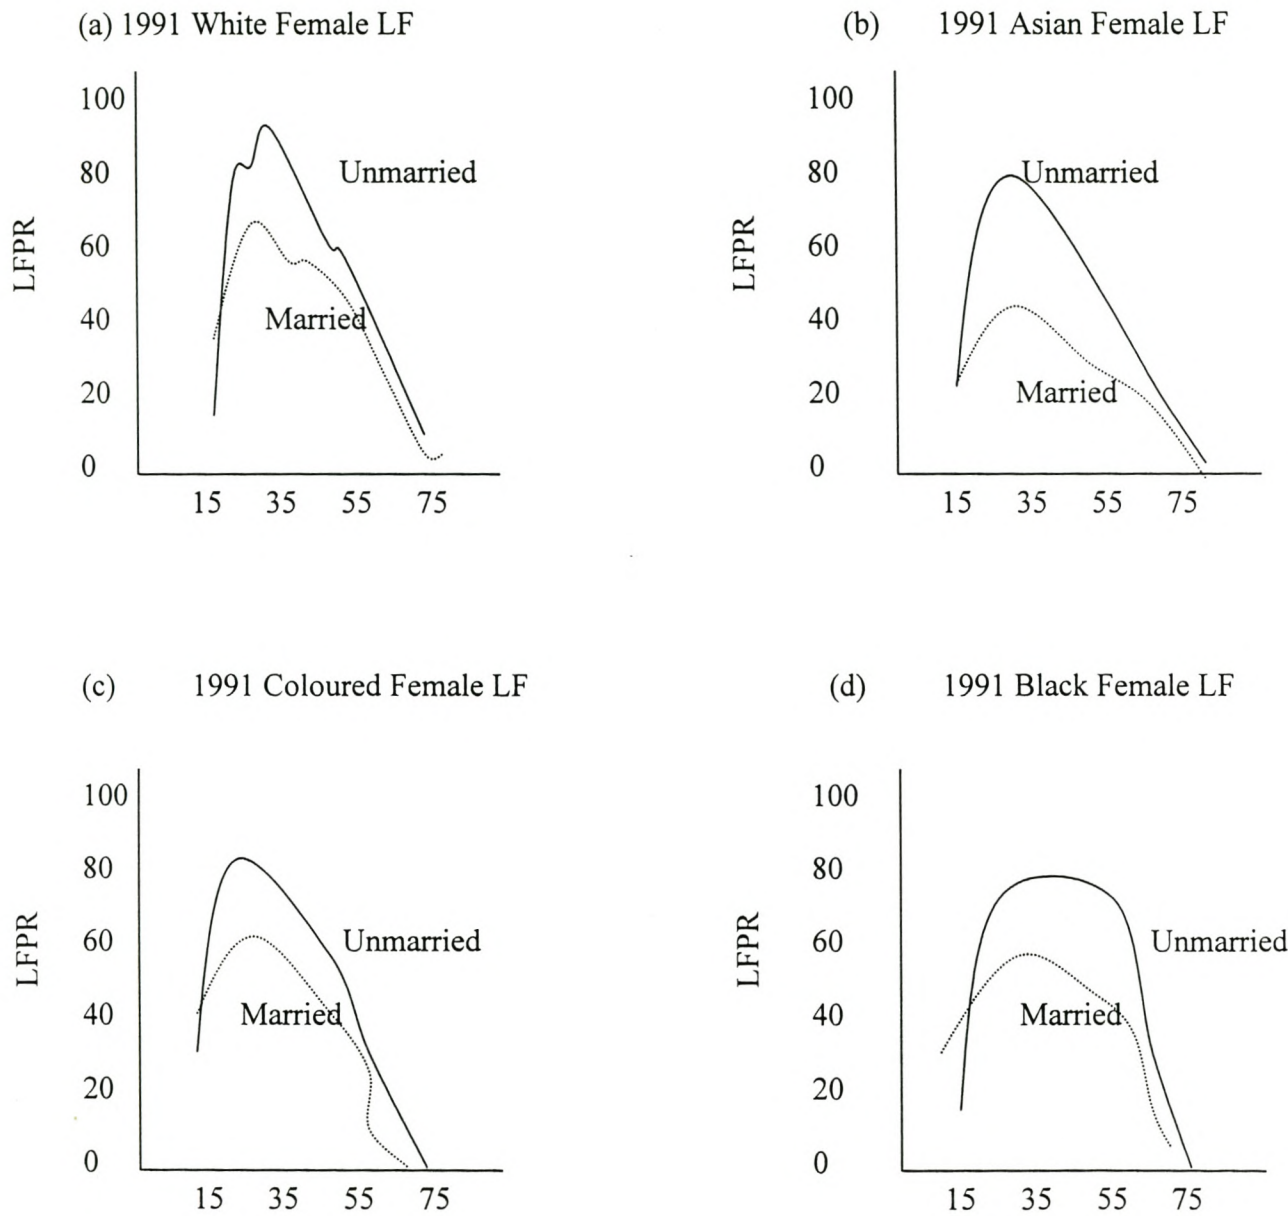 (a) 1991 White Female LF
100
80
60
40
20
0
LFPR
Unmarried
Married
15 35 55 75
(b) 1991 Asian Female LF
100
80
60
40
20
0
LFPR
Unmarried
Married
15 35 55 75
(c) 1991 Coloured Female LF
100
80
60
40
20
0
LFPR
Unmarried
Married
15 35 55 75
(d) 1991 Black Female LF
100
80
60
40
20
0
LFPR
Unmarried
Married
15 35 55 75